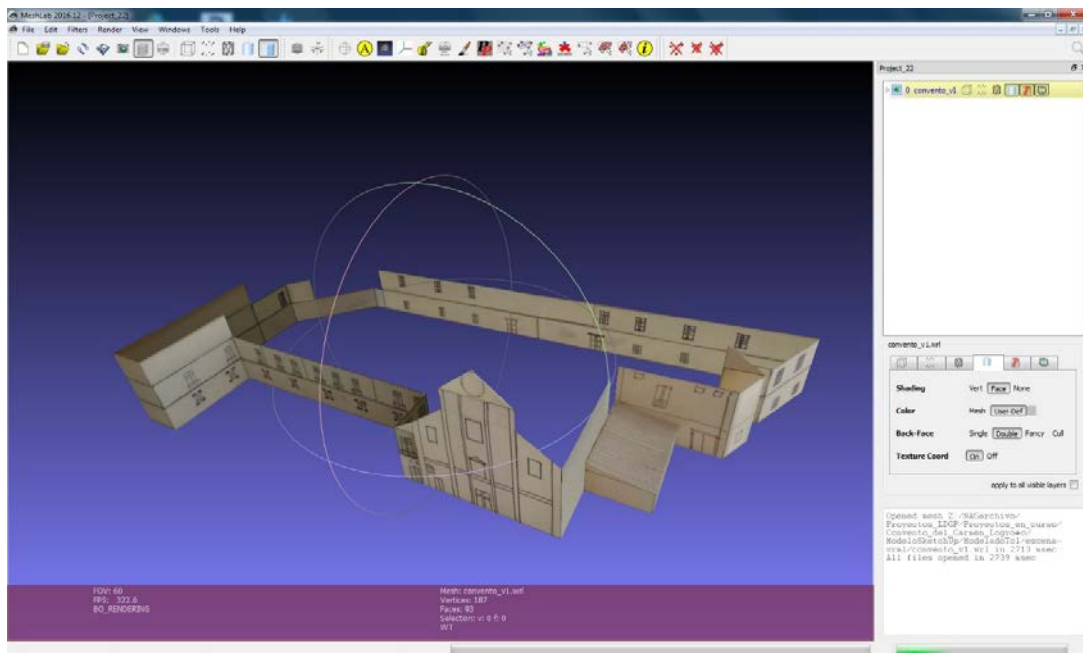 MeshLab 2016.12 - [Project_22]
File Edit Filters Render View Windows Tools Help
Project_22
0 convento_v1
convento_v1.wrl
Shading Vert Face None
Color Mesh User-Def
Back-Face Single Double Fancy Cull
Texture Coord On Off
apply to all visible layers
Opened mesh Z:/NASarchivo/
Proyectos_LDGP/Proyectos_en_curso/
Convento_del_Carmen_Logroño/
ModeloSketchUp/ModeladoTol/escena-
vrml/convento_v1.wrl in 2713 msec
All files opened in 2739 msec
FOV: 60
FPS: 322.6
BO_RENDERING
Mesh: convento_v1.wrl
Vertices: 187
Faces: 93
Selection: v: 0 f: 0
WT